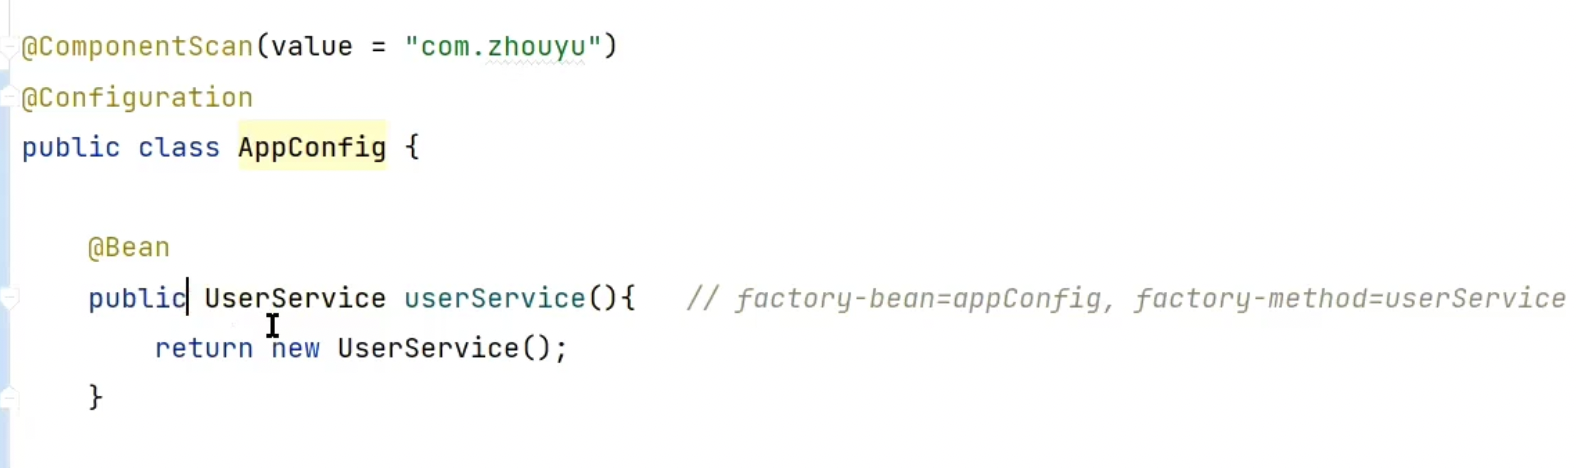 @ComponentScan(value = "com.zhouyu")
@Configuration
public class AppConfig {
@Bean
public UserService userService(){   // factory-bean=appConfig, factory-method=userService
return new UserService();
}